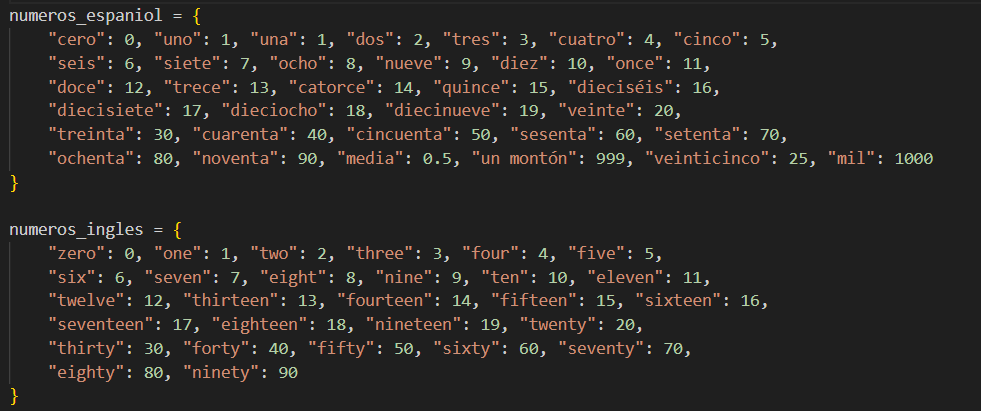 numeros_espaniol = {
"cero": 0, "uno": 1, "una": 1, "dos": 2, "tres": 3, "cuatro": 4, "cinco": 5,
"seis": 6, "siete": 7, "ocho": 8, "nueve": 9, "diez": 10, "once": 11,
"doce": 12, "trece": 13, "catorce": 14, "quince": 15, "dieciséis": 16,
"diecisiete": 17, "dieciocho": 18, "diecinueve": 19, "veinte": 20,
"treinta": 30, "cuarenta": 40, "cincuenta": 50, "sesenta": 60, "setenta": 70,
"ochenta": 80, "noventa": 90, "media": 0.5, "un montón": 999, "veinticinco": 25, "mil": 1000
}
numeros_ingles = {
"zero": 0, "one": 1, "two": 2, "three": 3, "four": 4, "five": 5,
"six": 6, "seven": 7, "eight": 8, "nine": 9, "ten": 10, "eleven": 11,
"twelve": 12, "thirteen": 13, "fourteen": 14, "fifteen": 15, "sixteen": 16,
"seventeen": 17, "eighteen": 18, "nineteen": 19, "twenty": 20,
"thirty": 30, "forty": 40, "fifty": 50, "sixty": 60, "seventy": 70,
"eighty": 80, "ninety": 90
}